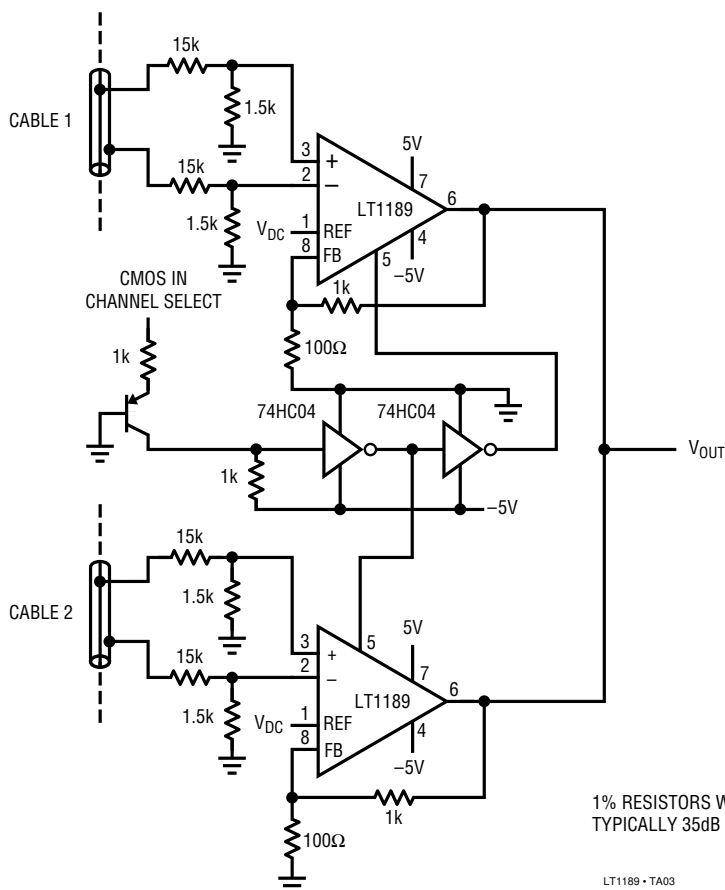 15k
1.5k
CABLE 1
3
+
5V
7
15k
2
−
LT1189
6
1.5k
VDC
1
REF
4
8
FB
5
−5V
CMOS IN
CHANNEL SELECT
1k
1k
100Ω
74HC04
74HC04
VOUT
1k
−5V
15k
1.5k
CABLE 2
5
3
+
5V
7
15k
2
−
LT1189
6
1.5k
VDC
1
REF
4
8
FB
−5V
1k
100Ω
1% RESISTORS
TYPICALLY 35dB
LT1189 • TA03